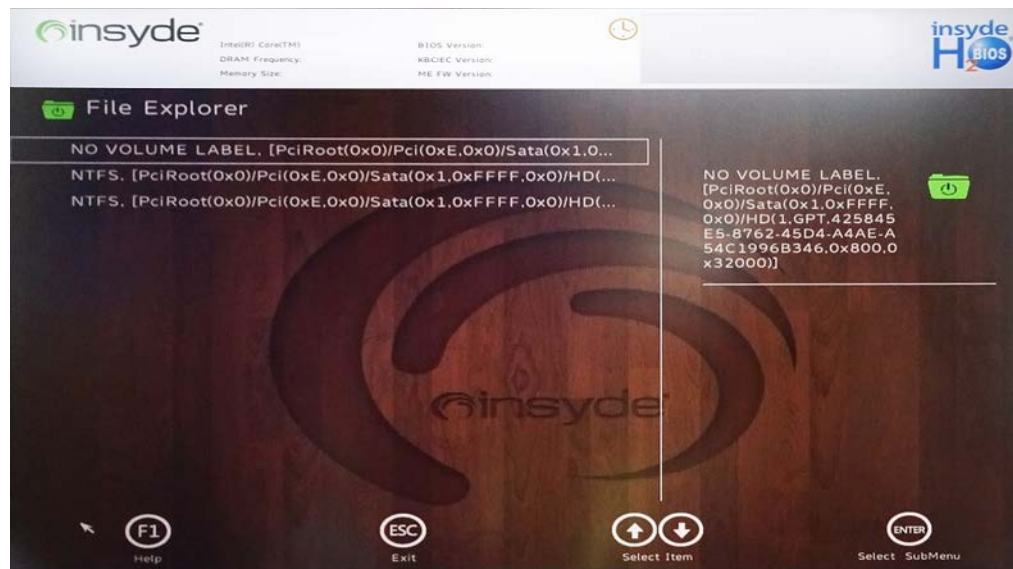 insyde
Intel(R) Core(TM)
DRAM Frequency:
Memory Size:
BIOS Version:
KBC/EC Version:
ME FW Version:
insyde
H2O BIOS
File Explorer
NO VOLUME LABEL, [PciRoot(0x0)/Pci(0xE,0x0)/Sata(0x1,0...
NTFS, [PciRoot(0x0)/Pci(0xE,0x0)/Sata(0x1,0xFFFF,0x0)/HD(...
NTFS, [PciRoot(0x0)/Pci(0xE,0x0)/Sata(0x1,0xFFFF,0x0)/HD(...
NO VOLUME LABEL,
[PciRoot(0x0)/Pci(0xE,
0x0)/Sata(0x1,0xFFFF,
0x0)/HD(1,GPT,425845
E5-8762-45D4-A4AE-A
54C1996B346,0x800,0
x32000)]
insyde
F1
Help
ESC
Exit
Select Item
ENTER
Select SubMenu